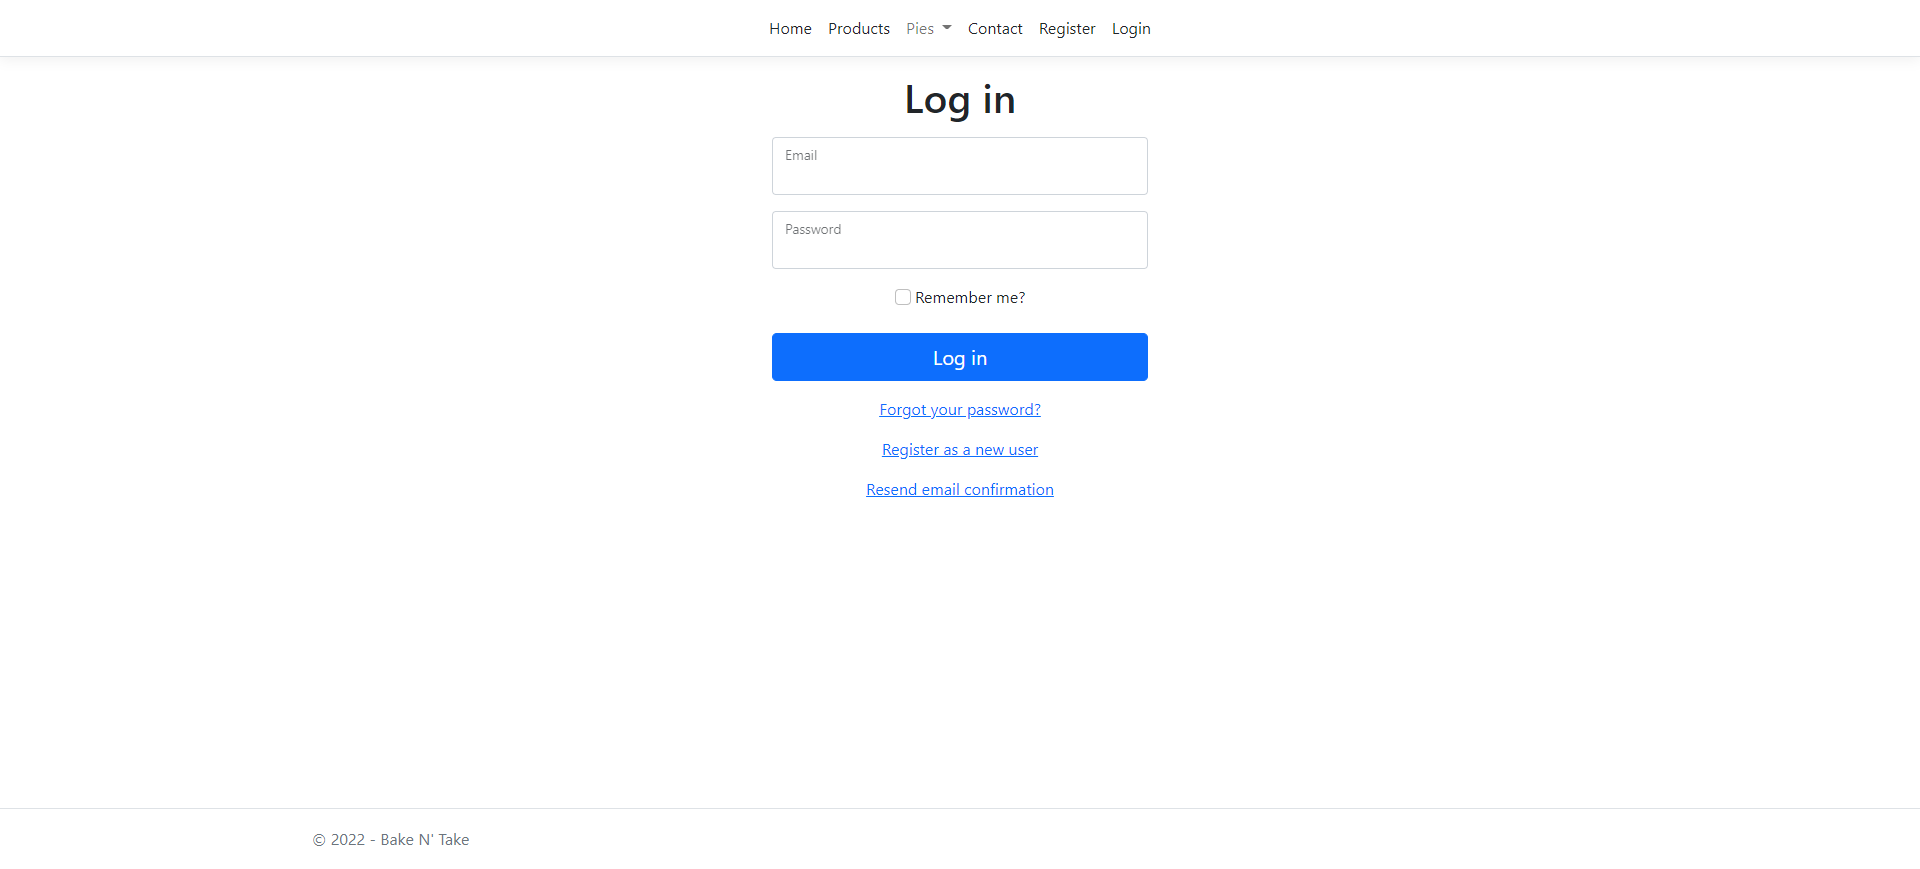 Home Products Pies Contact Register Login
Log in
Email
Password
Remember me?
Log in
Forgot your password?
Register as a new user
Resend email confirmation
© 2022 - Bake N' Take